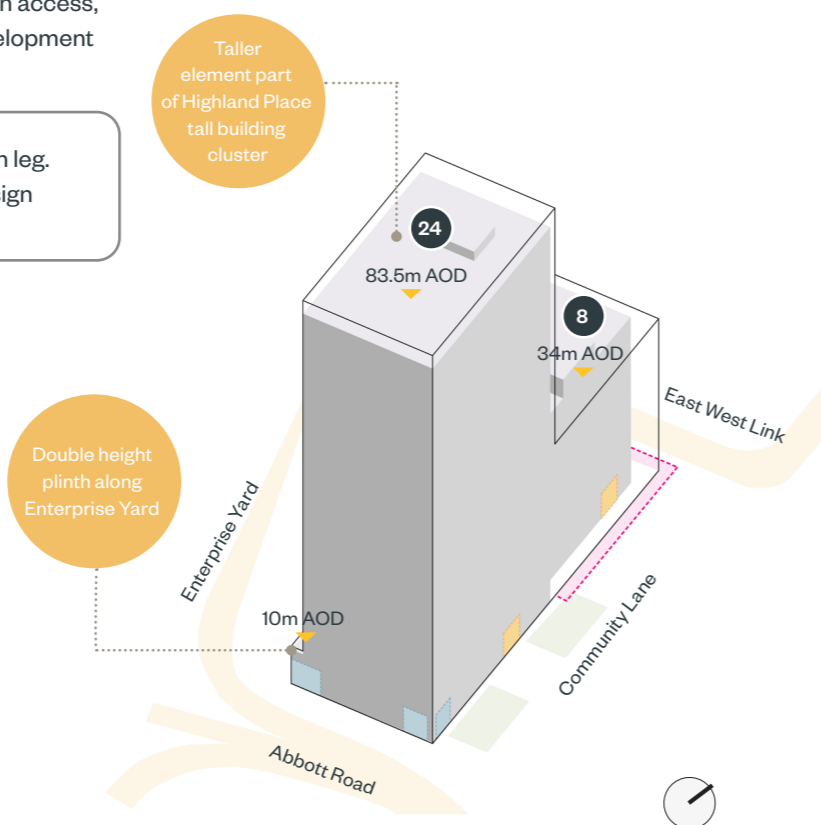 n access,
elopment
n leg.
sign
Taller
element part
of Highland Place
tall building
cluster
24
83.5m AOD
8
34m AOD
East West Link
Double height
plinth along
Enterprise Yard
Enterprise Yard
10m AOD
Community Lane
Abbott Road